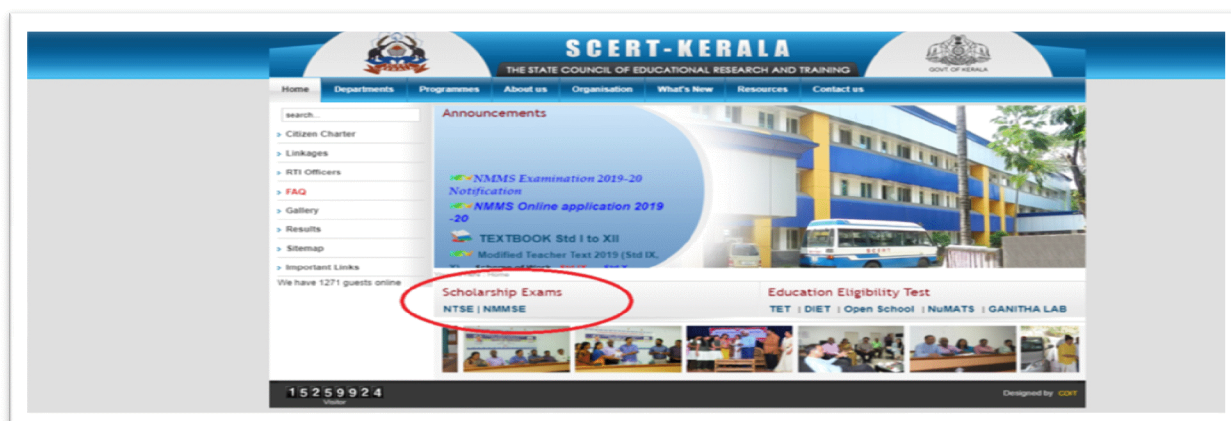 SCERT-KERALA
THE STATE COUNCIL OF EDUCATIONAL RESEARCH AND TRAINING
GOVT OF KERALA
Home Departments Programmes About us Organisation What's New Resources Contact us
search...
Citizen Charter
Linkages
RTI Officers
FAQ
Gallery
Results
Sitemap
Important Links
We have 1271 guests online
Announcements
NMMS Examination 2019-20
Notification
NMMS Online application 2019
-20
TEXTBOOK Std I to XII
Modified Teacher Text 2019 (Std IX,
Home
Scholarship Exams
NTSE | NMMSE
Education Eligibility Test
TET | DIET | Open School | NuMATS | GANITHA LAB
15259924
Visitor
Designed by CDIT